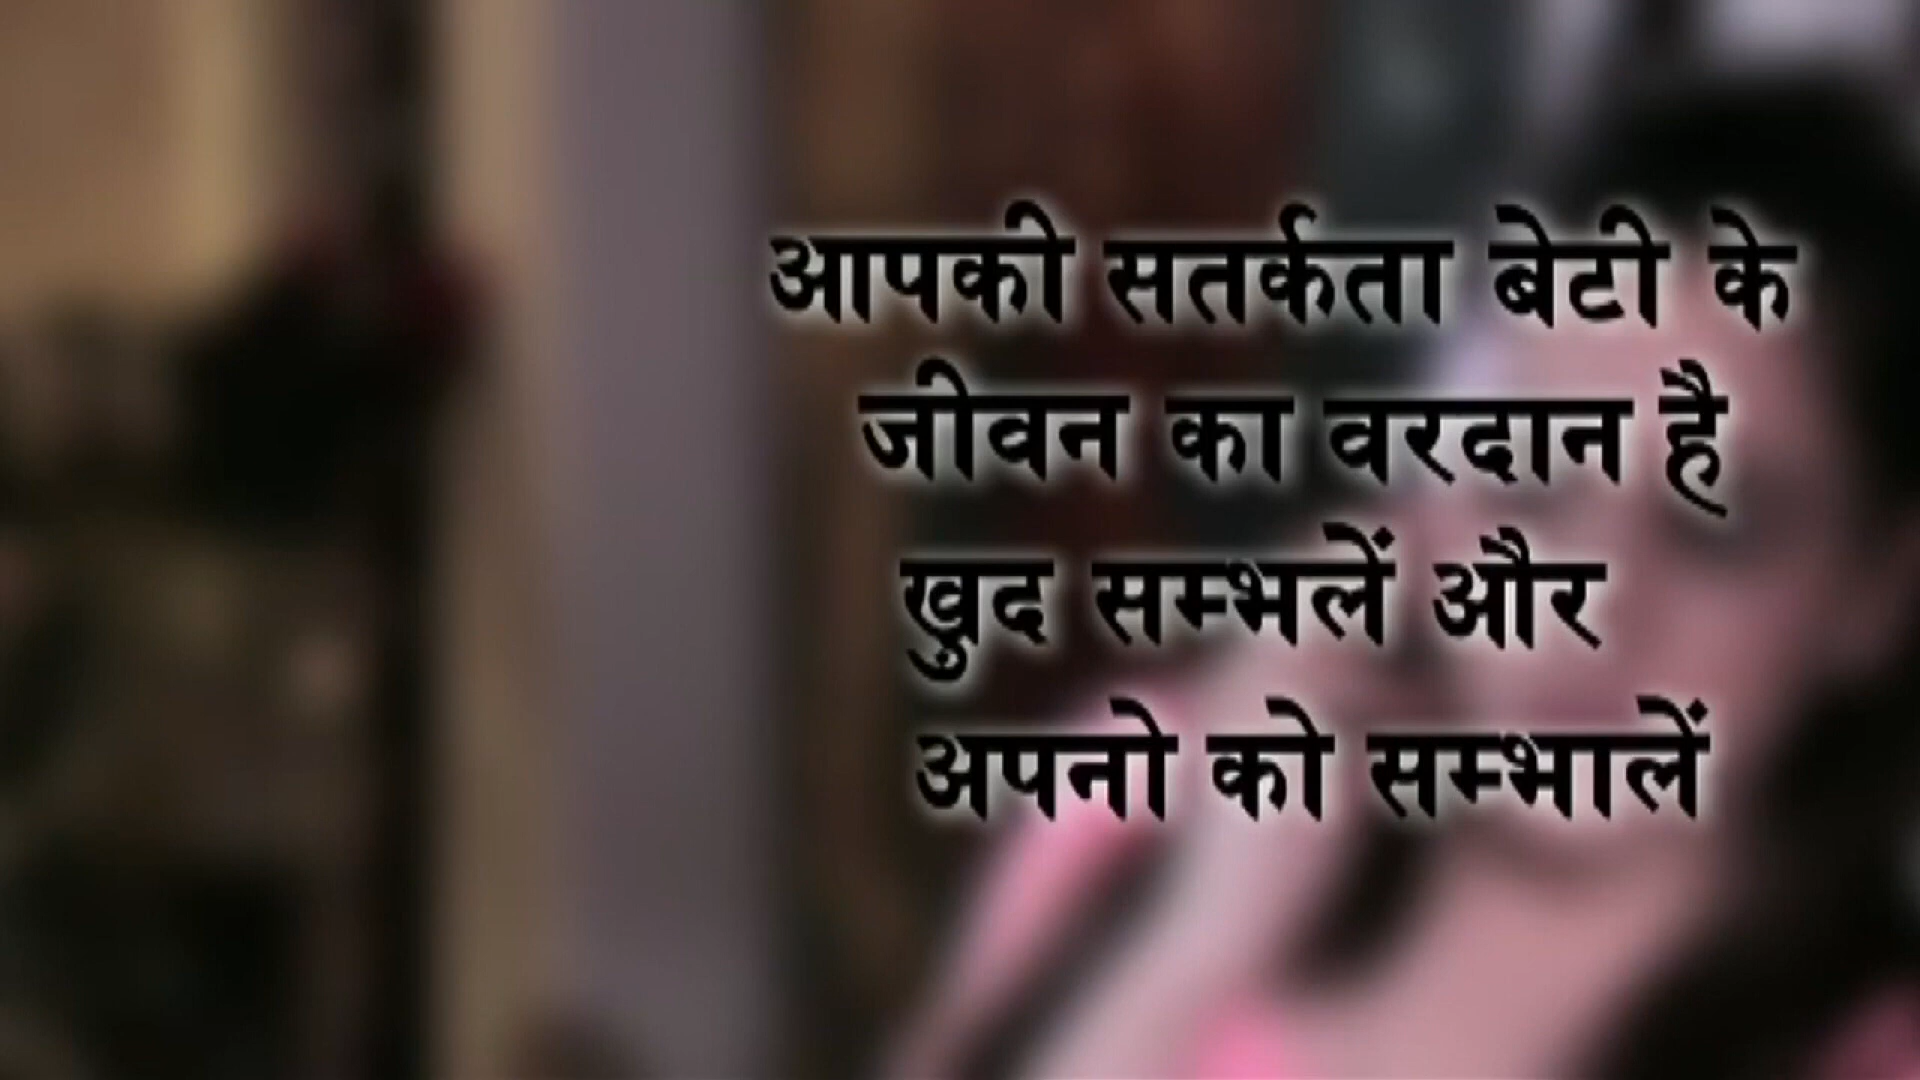 आपकी सतर्कता बेटी के
जीवन का वरदान है
खुद सम्भलें और
अपनो को सम्भालें